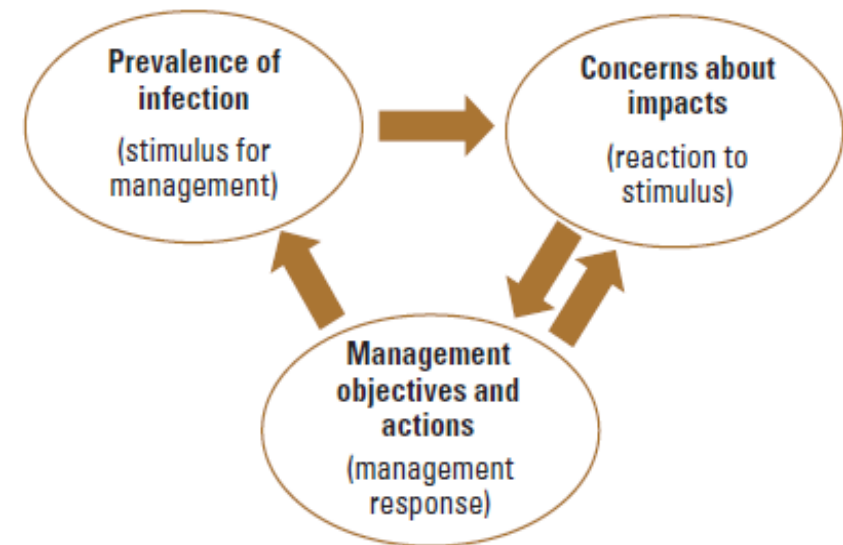 Prevalence of
infection
(stimulus for
management)
Concerns about
impacts
(reaction to
stimulus)
Management
objectives and
actions
(management
response)